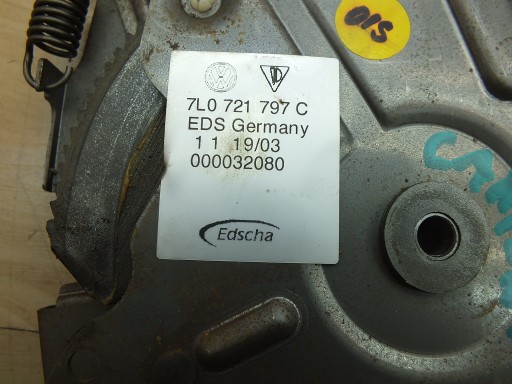 7L0 721 797 C
EDS Germany
1 1 19/03
000032080
Edscha